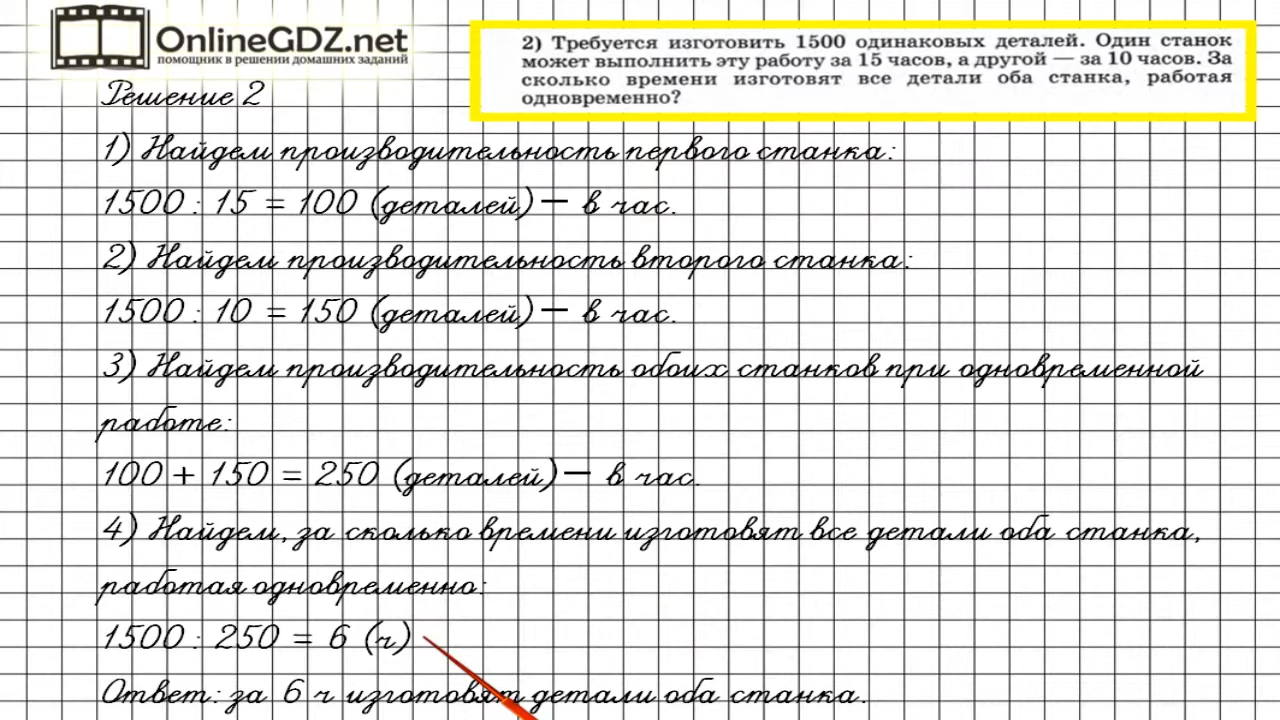 OnlineGDZ.net
помощник в решении домашних заданий
2) Требуется изготовить 1500 одинаковых деталей. Один станок
может выполнить эту работу за 15 часов, а другой — за 10 часов. За
сколько времени изготовят все детали оба станка, работая
одновременно?
Решение 2
1) Найдем производительность первого станка:
1500 : 15 = 100 (деталей) — в час.
2) Найдем производительность второго станка:
1500 : 10 = 150 (деталей) — в час.
3) Найдем производительность обоих станков при одновременной
работе:
100 + 150 = 250 (деталей) — в час.
4) Найдем, за сколько времени изготовят все детали оба станка,
работая одновременно:
1500 : 250 = 6 (ч)
Ответ: за 6 ч изготовят детали оба станка.